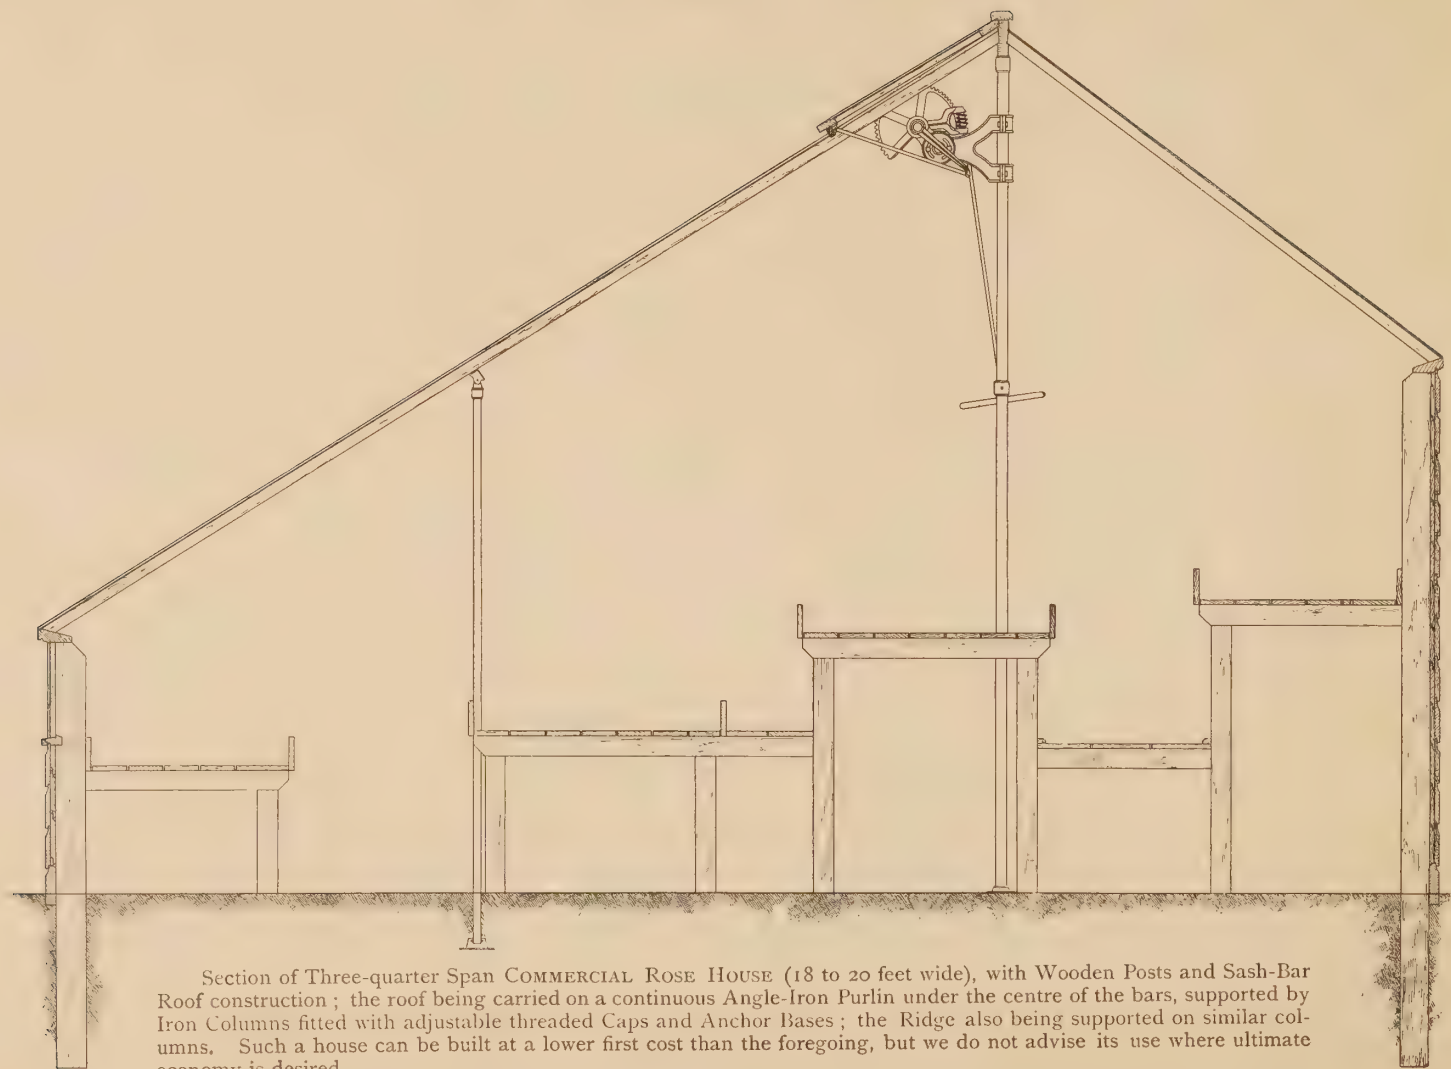 Section of Three-quarter Span COMMERCIAL ROSE HOUSE (18 to 20 feet wide), with Wooden Posts and Sash-Bar
Roof construction ; the roof being carried on a continuous Angle-Iron Purlin under the centre of the bars, supported by
Iron Columns fitted with adjustable threaded Caps and Anchor Bases ; the Ridge also being supported on similar col-
umns. Such a house can be built at a lower first cost than the foregoing, but we do not advise its use where ultimate
economy is desired